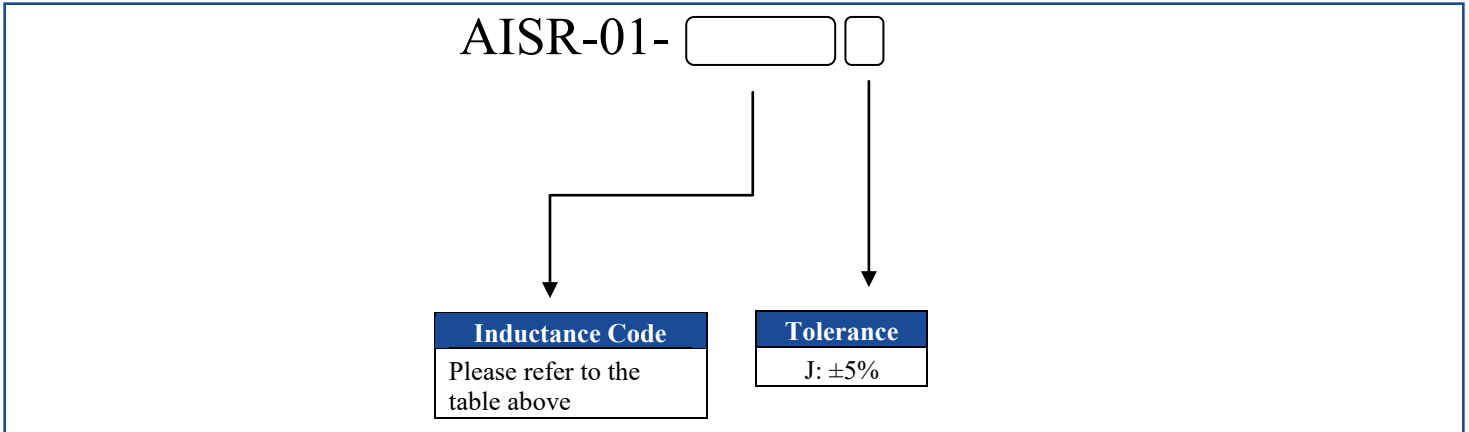 AISR-01-
Inductance Code
Please refer to the
table above
Tolerance
J: ±5%